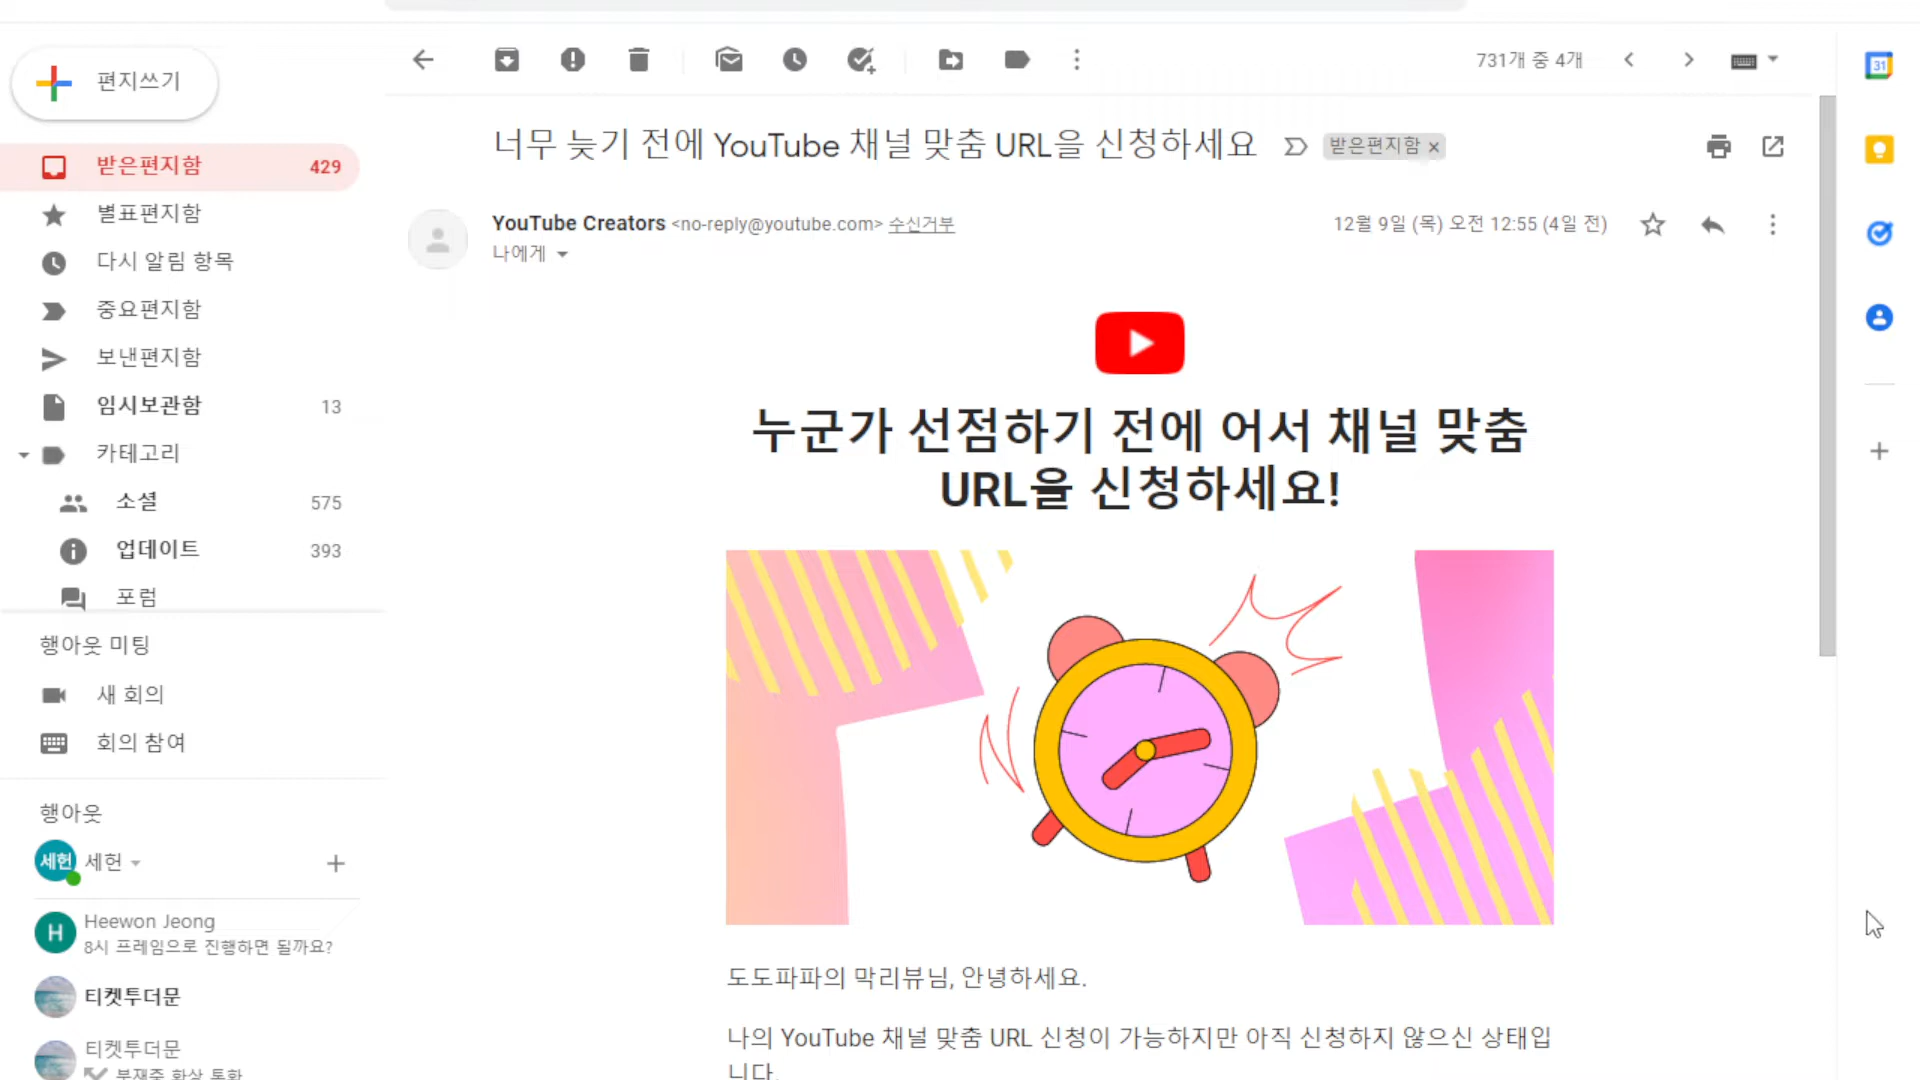 편지쓰기
받은편지함 429
별표편지함
다시 알림 항목
중요편지함
보낸편지함
임시보관함 13
카테고리
소셜 575
업데이트 393
포럼
행아웃 미팅
새 회의
회의 참여
행아웃
세헌 세헌
H Heewon Jeong
8시 프레임으로 진행하면 될까요?
티켓투더문
티켓투더문
부재중 화상 통화
731개 중 4개
31
너무 늦기 전에 YouTube 채널 맞춤 URL을 신청하세요 받은편지함 ×
YouTube Creators <no-reply@youtube.com> 수신거부 12월 9일 (목) 오전 12:55 (4일 전)
나에게
누군가 선점하기 전에 어서 채널 맞춤
URL을 신청하세요!
도도파파의 막리뷰님, 안녕하세요.
나의 YouTube 채널 맞춤 URL 신청이 가능하지만 아직 신청하지 않으신 상태입
니다.